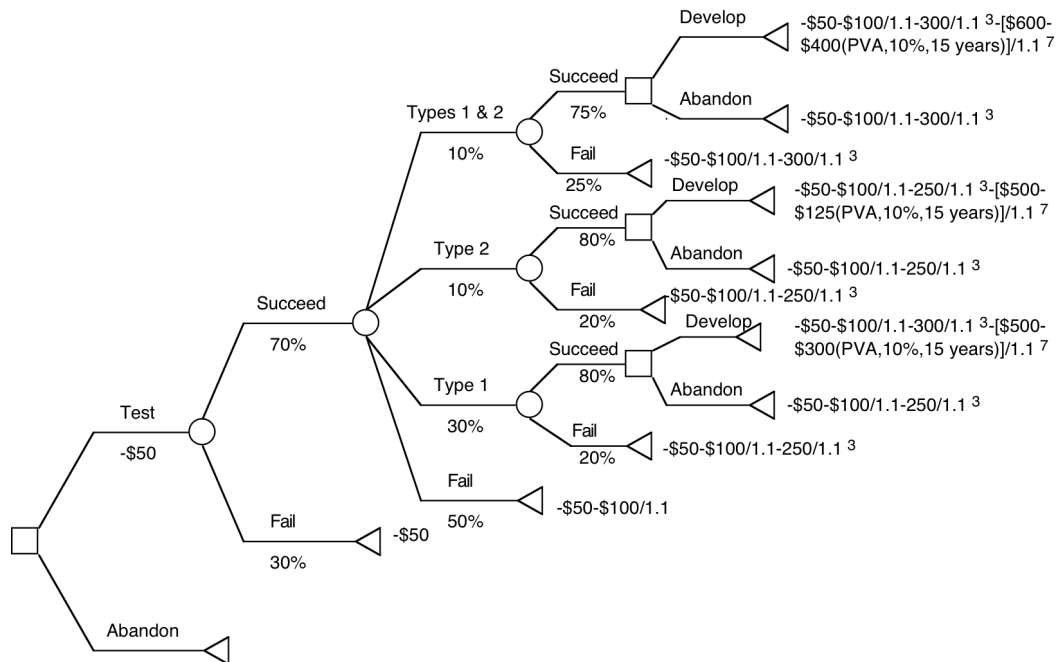 Develop
-$50-$100/1.1-300/1.1 3-[$600-
$400(PVA,10%,15 years)]/1.1 7
Succeed
75%
Abandon
-$50-$100/1.1-300/1.1 3
Types 1 & 2
10%
Fail
25%
-$50-$100/1.1-300/1.1 3
Develop
-$50-$100/1.1-250/1.1 3-[$500-
$125(PVA,10%,15 years)]/1.1 7
Succeed
80%
Abandon
-$50-$100/1.1-250/1.1 3
Type 2
10%
Fail
20%
-$50-$100/1.1-250/1.1 3
Succeed
70%
Develop
-$50-$100/1.1-300/1.1 3-[$500-
$300(PVA,10%,15 years)]/1.1 7
Succeed
80%
Abandon
-$50-$100/1.1-250/1.1 3
Type 1
30%
Fail
20%
-$50-$100/1.1-250/1.1 3
Test
-$50
Fail
50%
-$50-$100/1.1
Fail
30%
-$50
Abandon